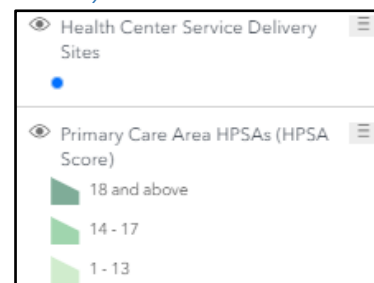 Health Center Service Delivery
Sites
Primary Care Area HPSAs (HPSA
Score)
18 and above
14 - 17
1 - 13